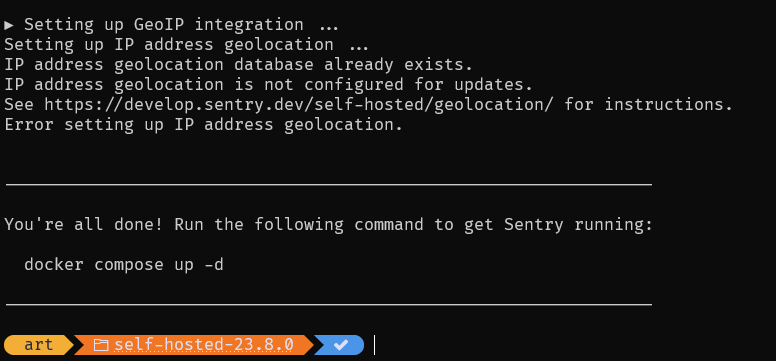 ▶ Setting up GeoIP integration ...
Setting up IP address geolocation ...
IP address geolocation database already exists.
IP address geolocation is not configured for updates.
See https://develop.sentry.dev/self-hosted/geolocation/ for instructions.
Error setting up IP address geolocation.
You're all done! Run the following command to get Sentry running:
docker compose up -d
art self-hosted-23.8.0 ✔